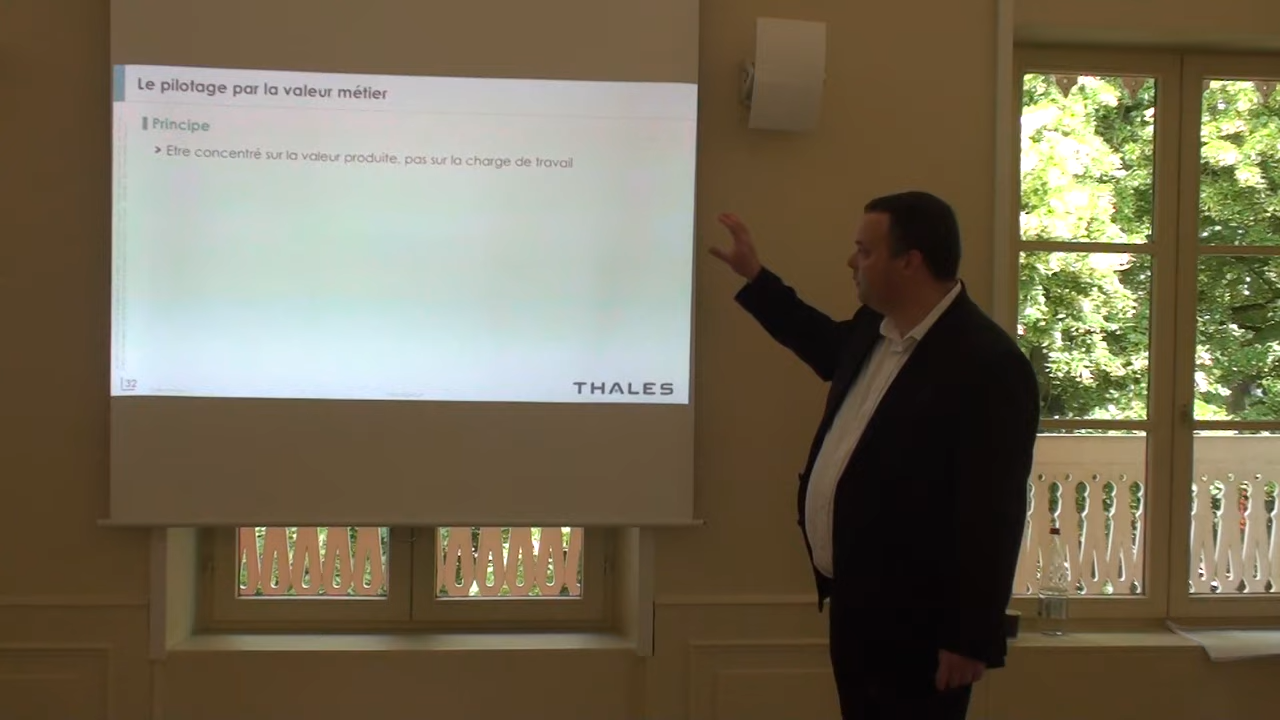 Le pilotage par la valeur métier
Principe
> Etre concentré sur la valeur produite, pas sur la charge de travail
32
THALES